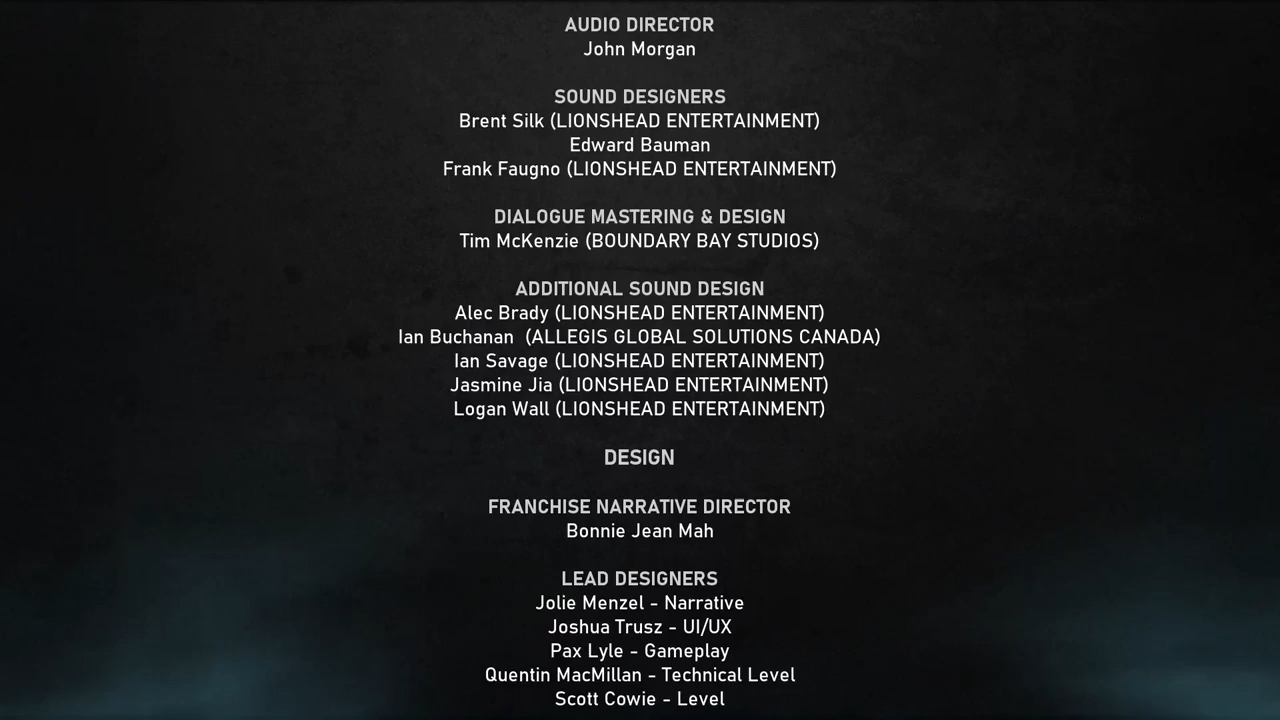 AUDIO DIRECTOR
John Morgan
SOUND DESIGNERS
Brent Silk (LIONSHEAD ENTERTAINMENT)
Edward Bauman
Frank Faugno (LIONSHEAD ENTERTAINMENT)
DIALOGUE MASTERING & DESIGN
Tim McKenzie (BOUNDARY BAY STUDIOS)
ADDITIONAL SOUND DESIGN
Alec Brady (LIONSHEAD ENTERTAINMENT)
Ian Buchanan  (ALLEGIS GLOBAL SOLUTIONS CANADA)
Ian Savage (LIONSHEAD ENTERTAINMENT)
Jasmine Jia (LIONSHEAD ENTERTAINMENT)
Logan Wall (LIONSHEAD ENTERTAINMENT)
DESIGN
FRANCHISE NARRATIVE DIRECTOR
Bonnie Jean Mah
LEAD DESIGNERS
Jolie Menzel - Narrative
Joshua Trusz - UI/UX
Pax Lyle - Gameplay
Quentin MacMillan - Technical Level
Scott Cowie - Level